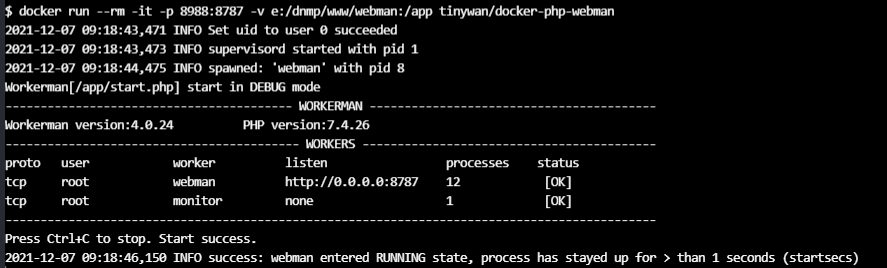 $ docker run --rm -it -p 8988:8787 -v e:/dnmp/www/webman:/app tinywan/docker-php-webman
2021-12-07 09:18:43,471 INFO Set uid to user 0 succeeded
2021-12-07 09:18:43,473 INFO supervisord started with pid 1
2021-12-07 09:18:44,475 INFO spawned: 'webman' with pid 8
Workerman[/app/start.php] start in DEBUG mode
----------------------------------------- WORKERMAN -----------------------------------------
Workerman version:4.0.24          PHP version:7.4.26
------------------------------------------ WORKERS ------------------------------------------
proto   user            worker          listen                 processes    status
tcp     root            webman          http://0.0.0.0:8787    12            [OK]
tcp     root            monitor         none                   1             [OK]
---------------------------------------------------------------------------------------------
Press Ctrl+C to stop. Start success.
2021-12-07 09:18:46,150 INFO success: webman entered RUNNING state, process has stayed up for > than 1 seconds (startsecs)